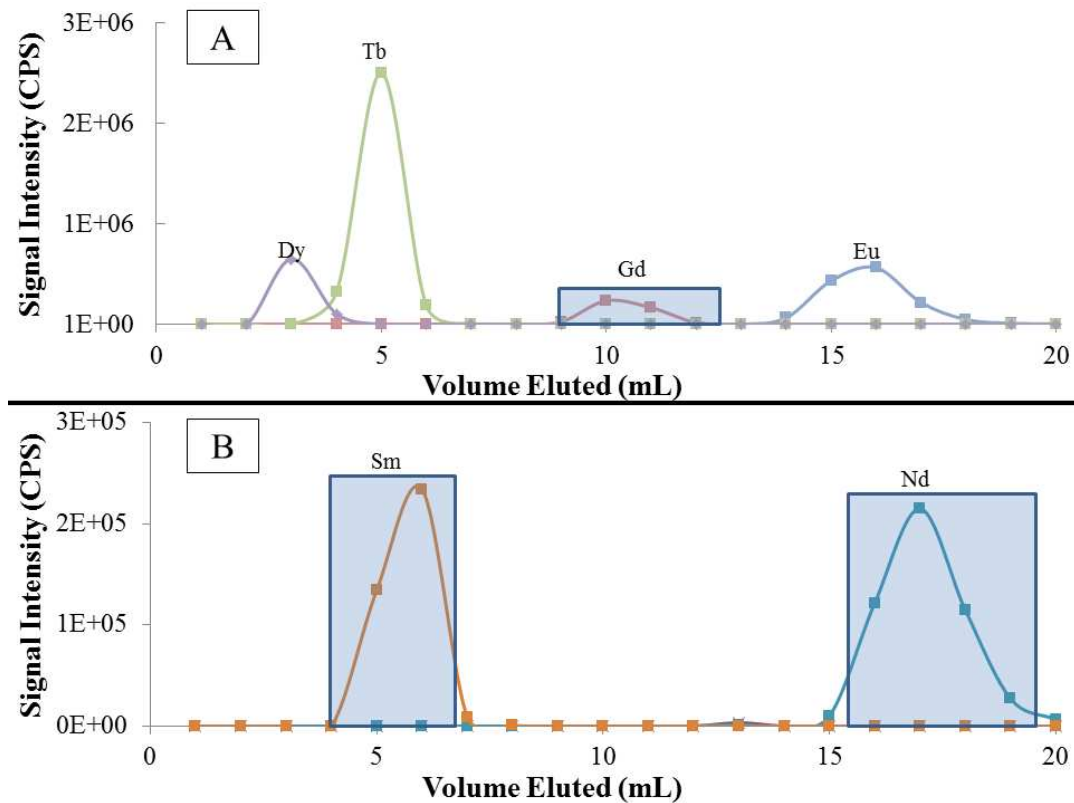 A
Signal Intensity (CPS)
3E+06
2E+06
1E+06
1E+00
Tb
Dy
Gd
Eu
0 5 10 15 20
Volume Eluted (mL)
B
Signal Intensity (CPS)
3E+05
2E+05
1E+05
0E+00
Sm
Nd
0 5 10 15 20
Volume Eluted (mL)